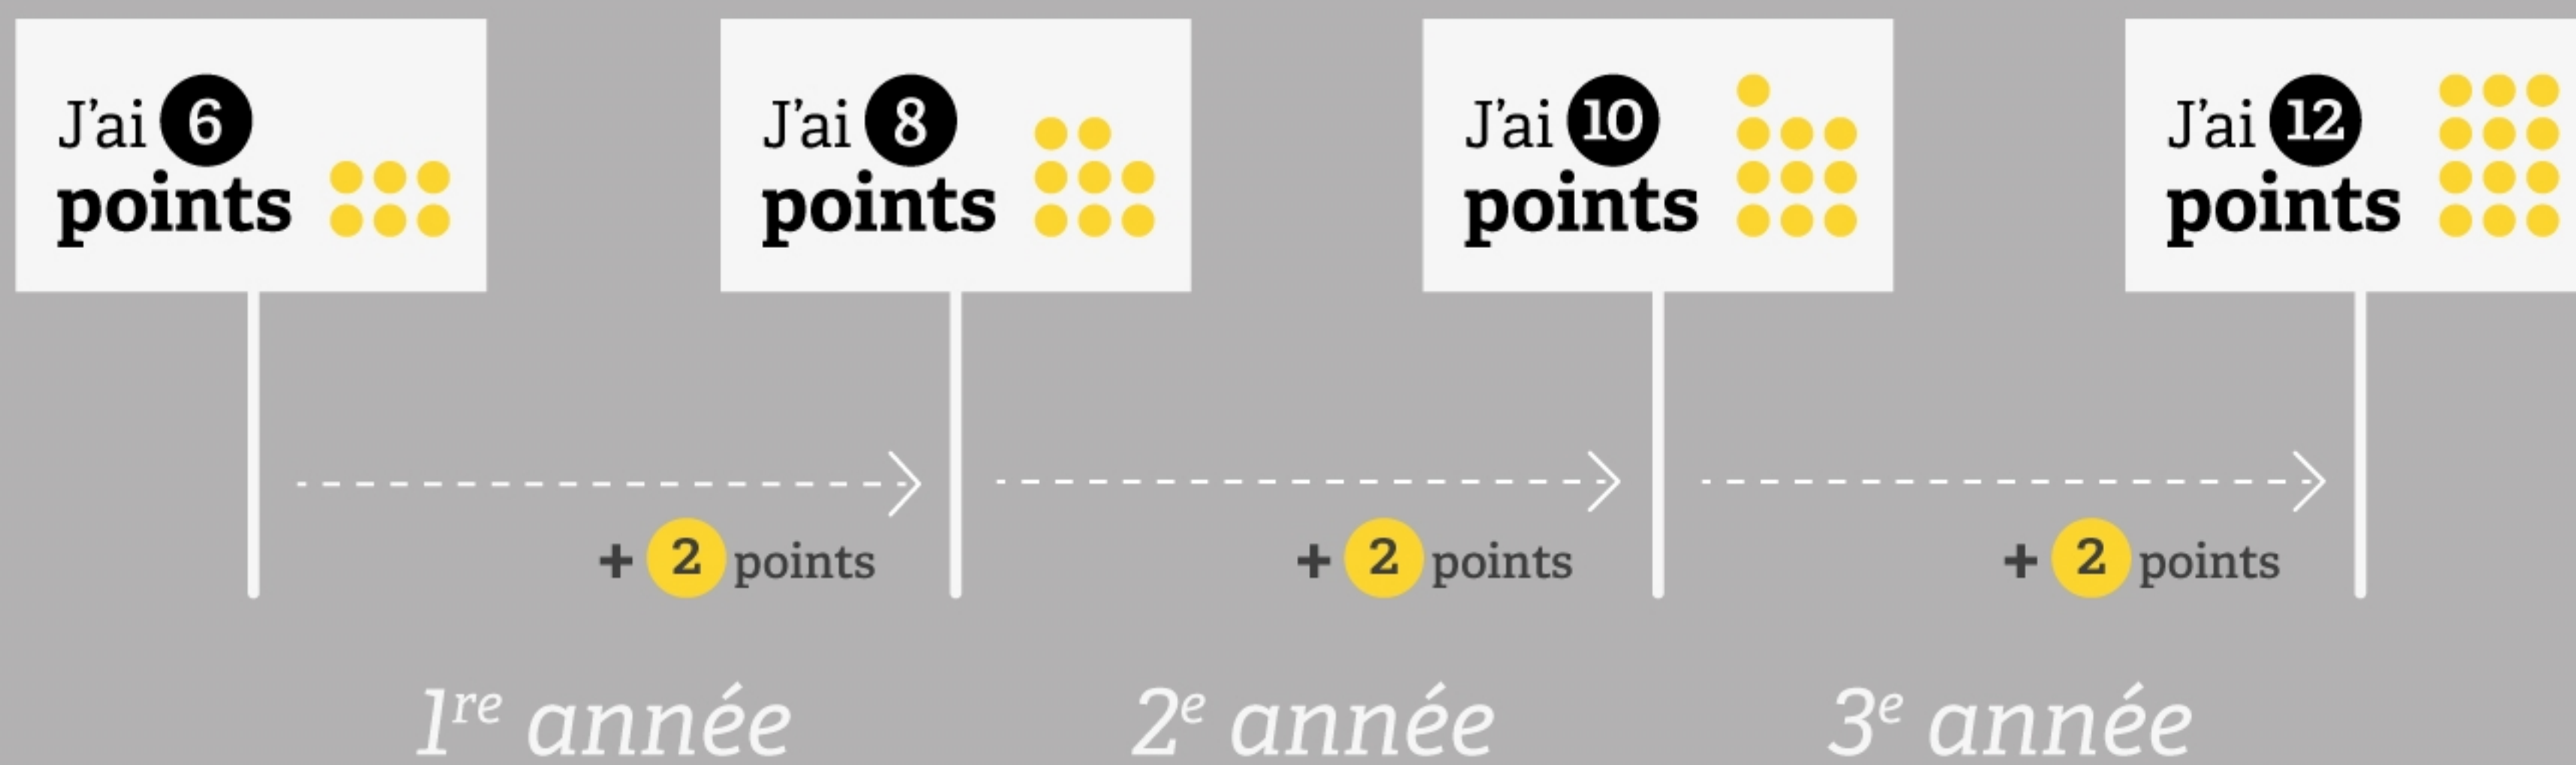 J'ai 6
points
J'ai 8
points
J'ai 10
points
J'ai 12
points
+ 2 points
+ 2 points
+ 2 points
1re année
2e année
3e année